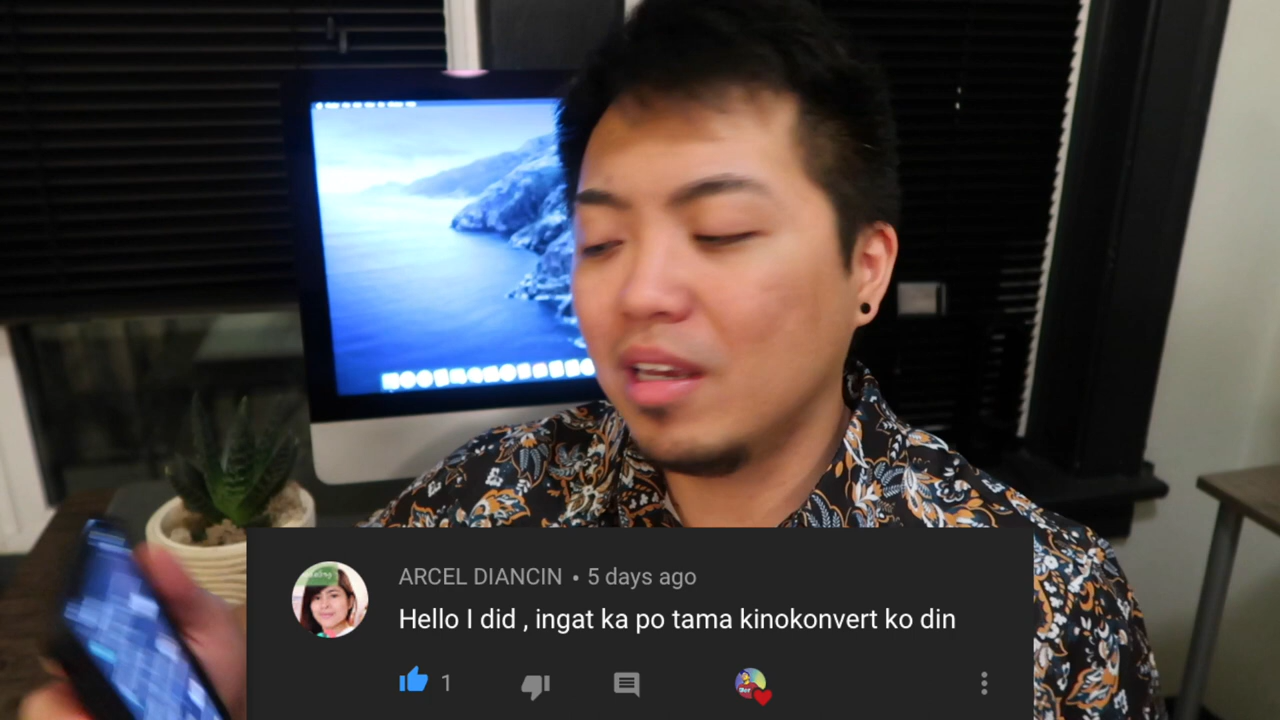 ARCEL DIANCIN • 5 days ago
Hello I did , ingat ka po tama kinokonvert ko din
1